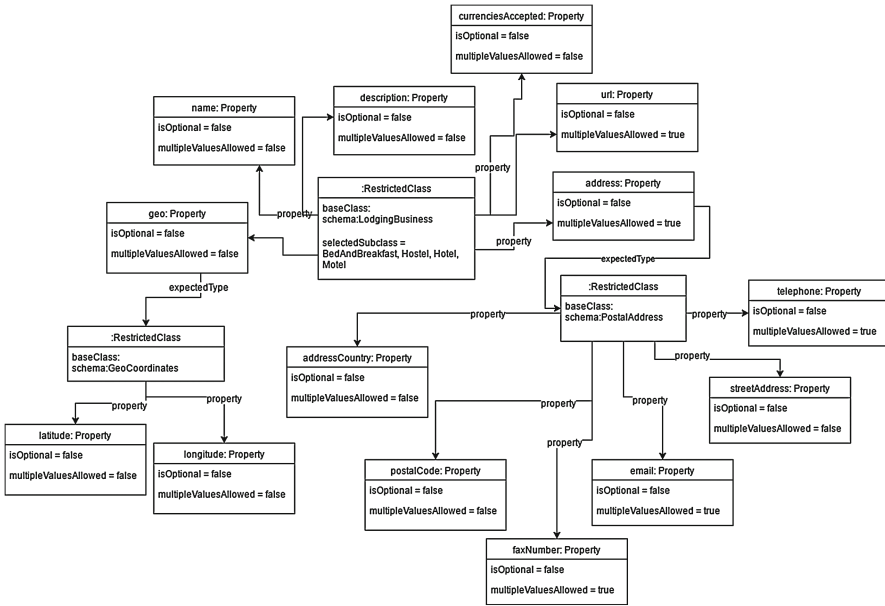 currenciesAccepted: Property
isOptional = false
multipleValuesAllowed = false
url: Property
isOptional = false
multipleValuesAllowed = true
description: Property
isOptional = false
multipleValuesAllowed = false
name: Property
isOptional = false
multipleValuesAllowed = false
property
address: Property
isOptional = false
multipleValuesAllowed = true
:RestrictedClass
baseClass:
schema:LodgingBusiness
selectedSubclass =
BedAndBreakfast, Hostel, Hotel,
Motel
property
property
geo: Property
isOptional = false
multipleValuesAllowed = false
expectedType
expectedType
:RestrictedClass
baseClass:
schema:PostalAddress
telephone: Property
isOptional = false
multipleValuesAllowed = true
property
property
:RestrictedClass
baseClass:
schema:GeoCoordinates
addressCountry: Property
isOptional = false
multipleValuesAllowed = false
property
streetAddress: Property
isOptional = false
multipleValuesAllowed = false
property
property
property
property
property
latitude: Property
isOptional = false
multipleValuesAllowed = false
longitude: Property
isOptional = false
multipleValuesAllowed = false
postalCode: Property
isOptional = false
multipleValuesAllowed = false
email: Property
isOptional = false
multipleValuesAllowed = true
faxNumber: Property
isOptional = false
multipleValuesAllowed = true